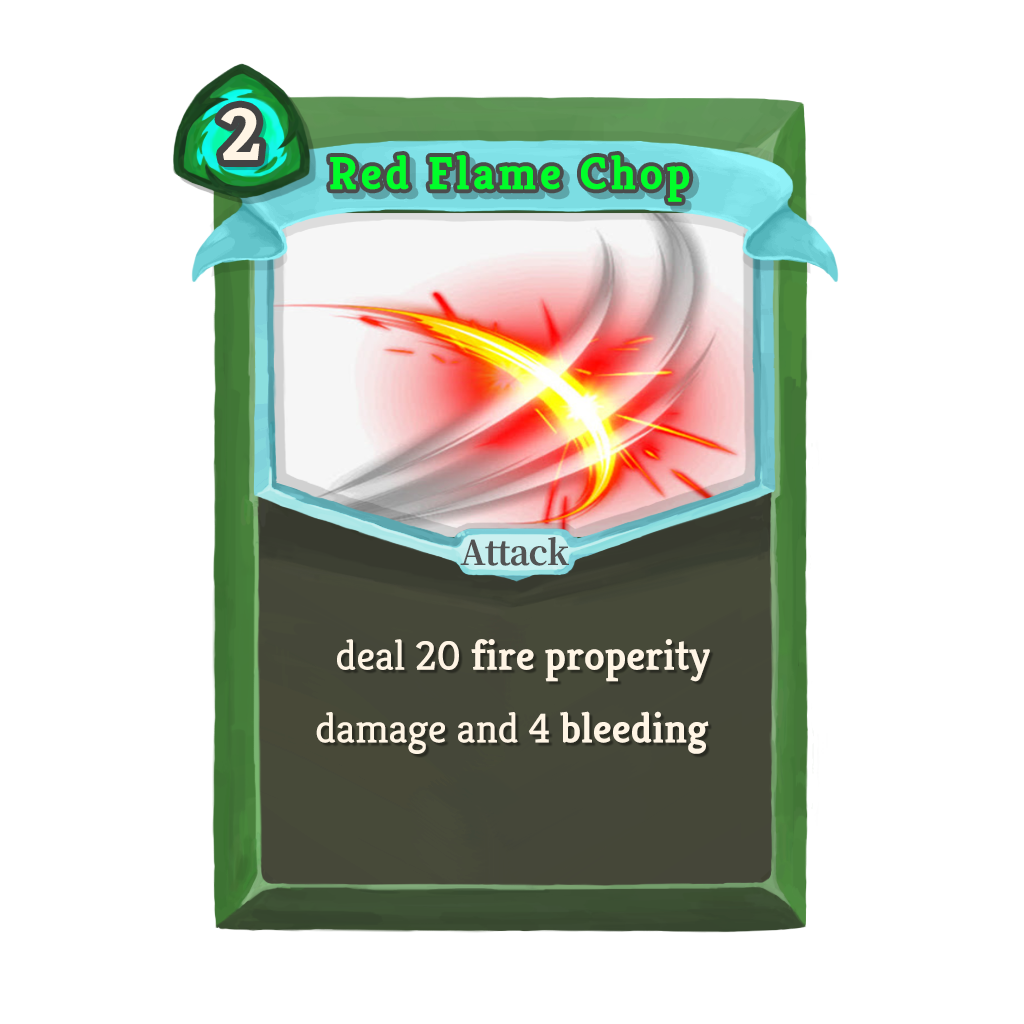 2
Red Flame Chop
Attack
deal 20 fire properity
damage and 4 bleeding